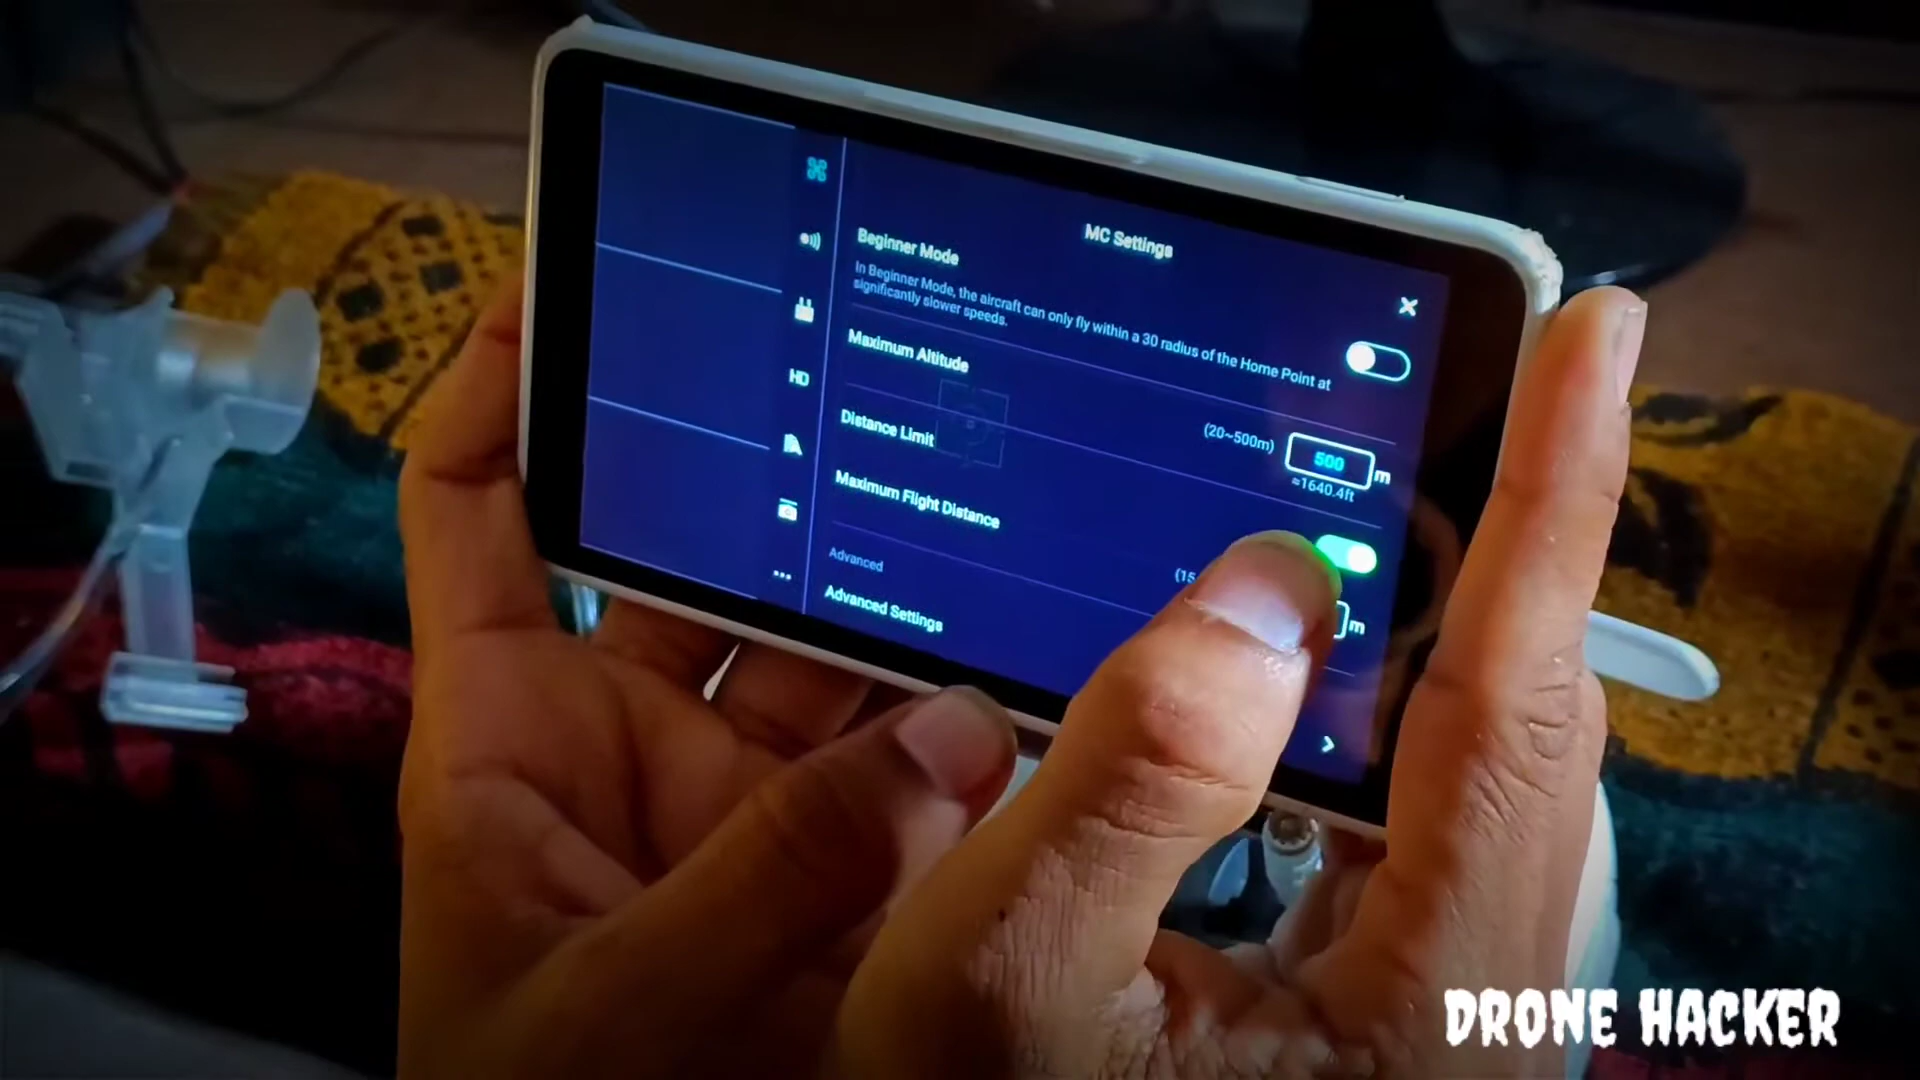 MC Settings
Beginner Mode
In Beginner Mode, the aircraft can only fly within a 30 radius of the Home Point at
significantly slower speeds.
Maximum Altitude
(20~500m) 500 m
≈1640.4ft
Distance Limit
Maximum Flight Distance
(15 m
Advanced
Advanced Settings
HD
DRONE HACKER